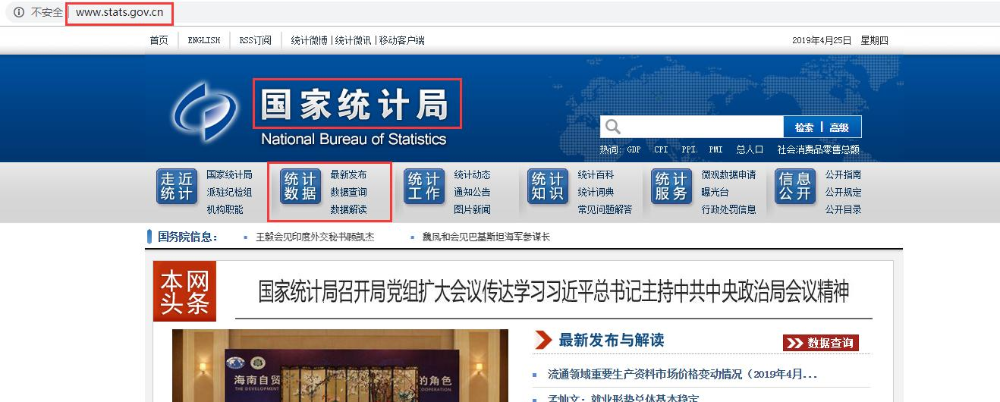 不安全 | www.stats.gov.cn
首页 ENGLISH RSS订阅 统计微博 | 统计微讯 | 移动客户端 2019年4月25日 星期四
国家统计局
National Bureau of Statistics
检索 | 高级
热词: GDP CPI PPI PMI 总人口 社会消费品零售总额
走近统计 国家统计局 派驻纪检组 机构职能
统计数据 最新发布 数据查询 数据解读
统计工作 统计动态 通知公告 图片新闻
统计知识 统计百科 统计词典 常见问题解答
统计服务 微观数据申请 曝光台 行政处罚信息
信息公开 公开指南 公开规定 公开目录
国务院信息： 王毅会见印度外交秘书顾凯杰 魏凤和会见巴基斯坦海军参谋长
本网头条
国家统计局召开局党组扩大会议传达学习习近平总书记主持中共中央政治局会议精神
最新发布与解读 数据查询
海南自贸 的角色
THE DEVELOPMENT
流通领域重要生产资料市场价格变动情况（2019年4月...
孟灿文：就业形势总体基本稳定